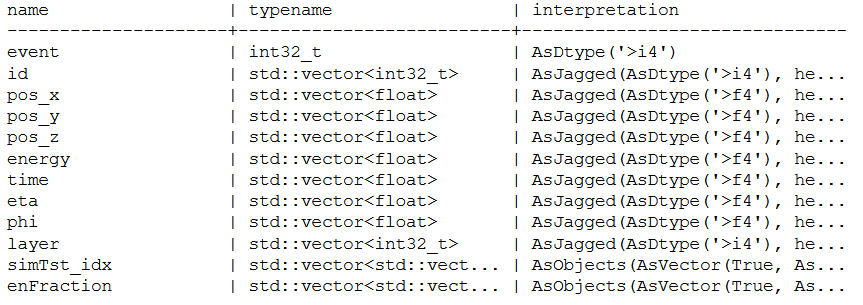 name | typename | interpretation
---------------------+--------------------------+-------------------------------
event | int32_t | AsDtype('>i4')
id | std::vector<int32_t> | AsJagged(AsDtype('>i4'), he...
pos_x | std::vector<float> | AsJagged(AsDtype('>f4'), he...
pos_y | std::vector<float> | AsJagged(AsDtype('>f4'), he...
pos_z | std::vector<float> | AsJagged(AsDtype('>f4'), he...
energy | std::vector<float> | AsJagged(AsDtype('>f4'), he...
time | std::vector<float> | AsJagged(AsDtype('>f4'), he...
eta | std::vector<float> | AsJagged(AsDtype('>f4'), he...
phi | std::vector<float> | AsJagged(AsDtype('>f4'), he...
layer | std::vector<int32_t> | AsJagged(AsDtype('>i4'), he...
simTst_idx | std::vector<std::vect... | AsObjects(AsVector(True, As...
enFraction | std::vector<std::vect... | AsObjects(AsVector(True, As...